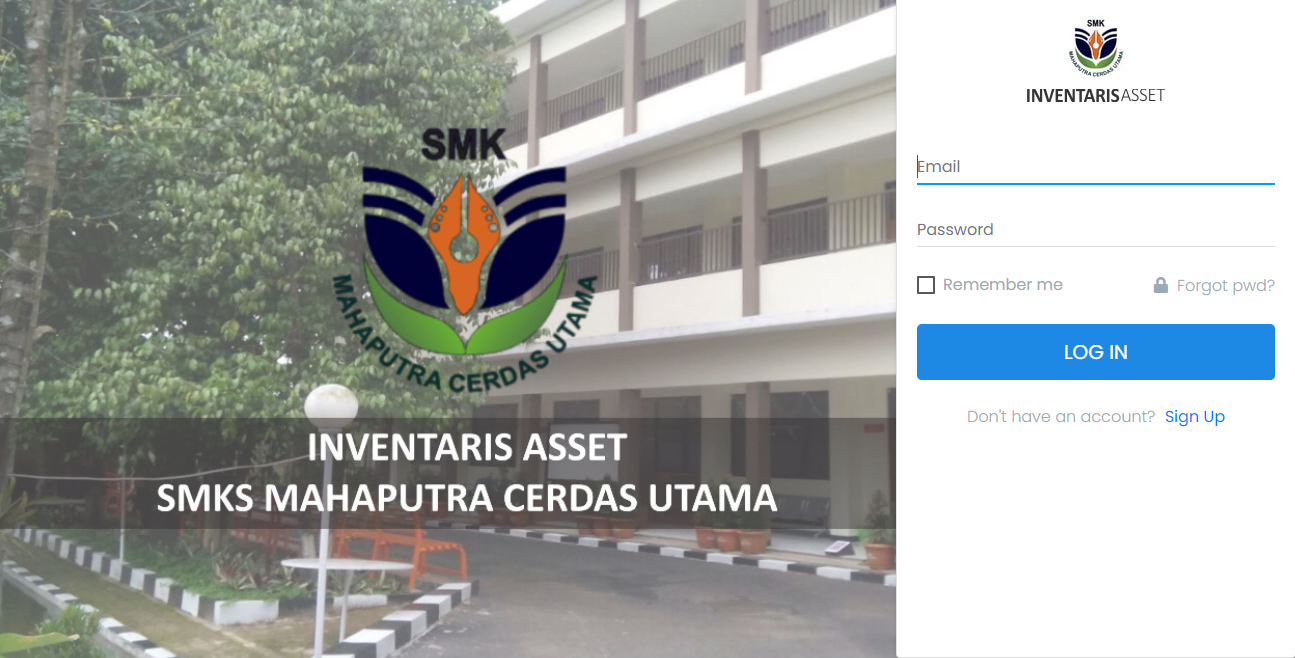 SMK
MAHAPUTRA CERDAS UTAMA
INVENTARIS ASSET
SMKS MAHAPUTRA CERDAS UTAMA
SMK
MAHAPUTRA CERDAS UTAMA
INVENTARISASSET
Email
Password
Remember me
Forgot pwd?
LOG IN
Don't have an account? Sign Up